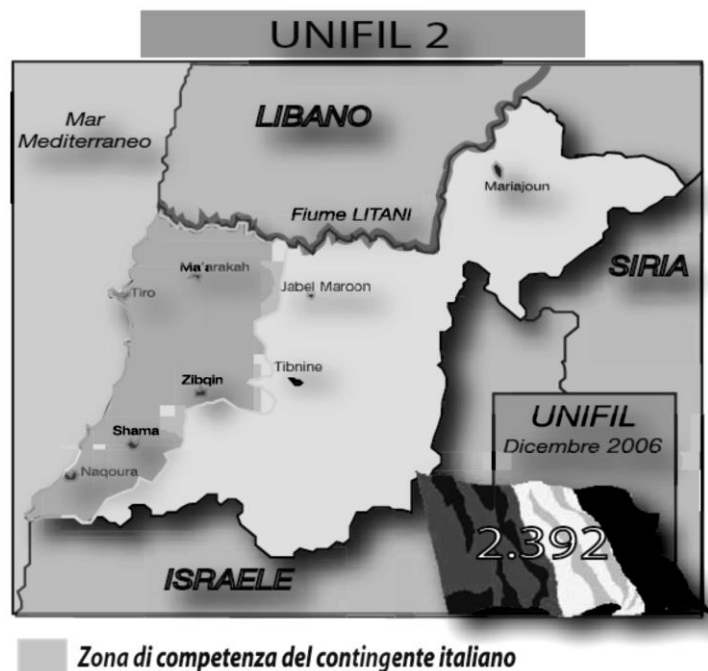 UNIFIL 2
Mar
Mediterraneo
LIBANO
Mariajoun
Fiume LITANI
SIRIA
Ma'arakah
Tiro
Jabel Maroon
Tibnine
Zibqin
Shama
Naqoura
UNIFIL
Dicembre 2006
2.392
ISRAELE
Zona di competenza del contingente italiano